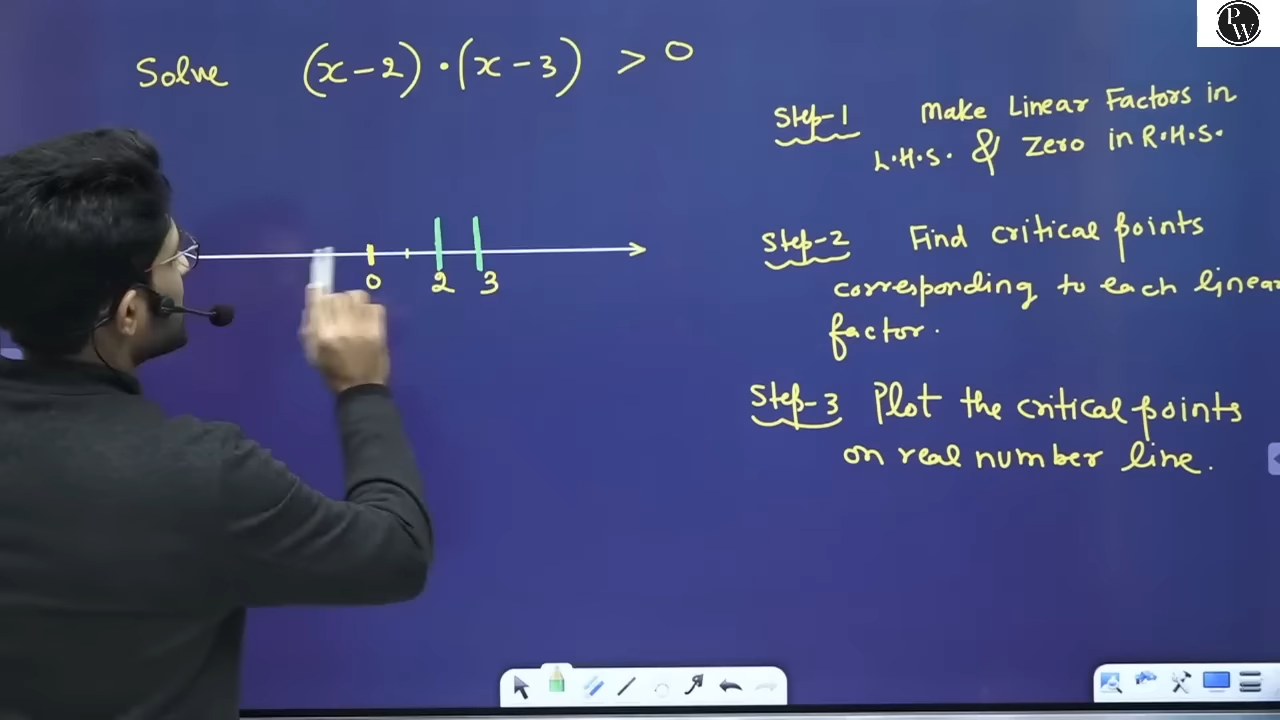 PW
Solve (x-2)·(x-3) > 0
Step-1 Make Linear Factors in
L.H.S. & Zero in R.H.S.
0 2 3
Step-2 Find critical points
corresponding to each linear
factor.
Step-3 Plot the critical points
on real number line.